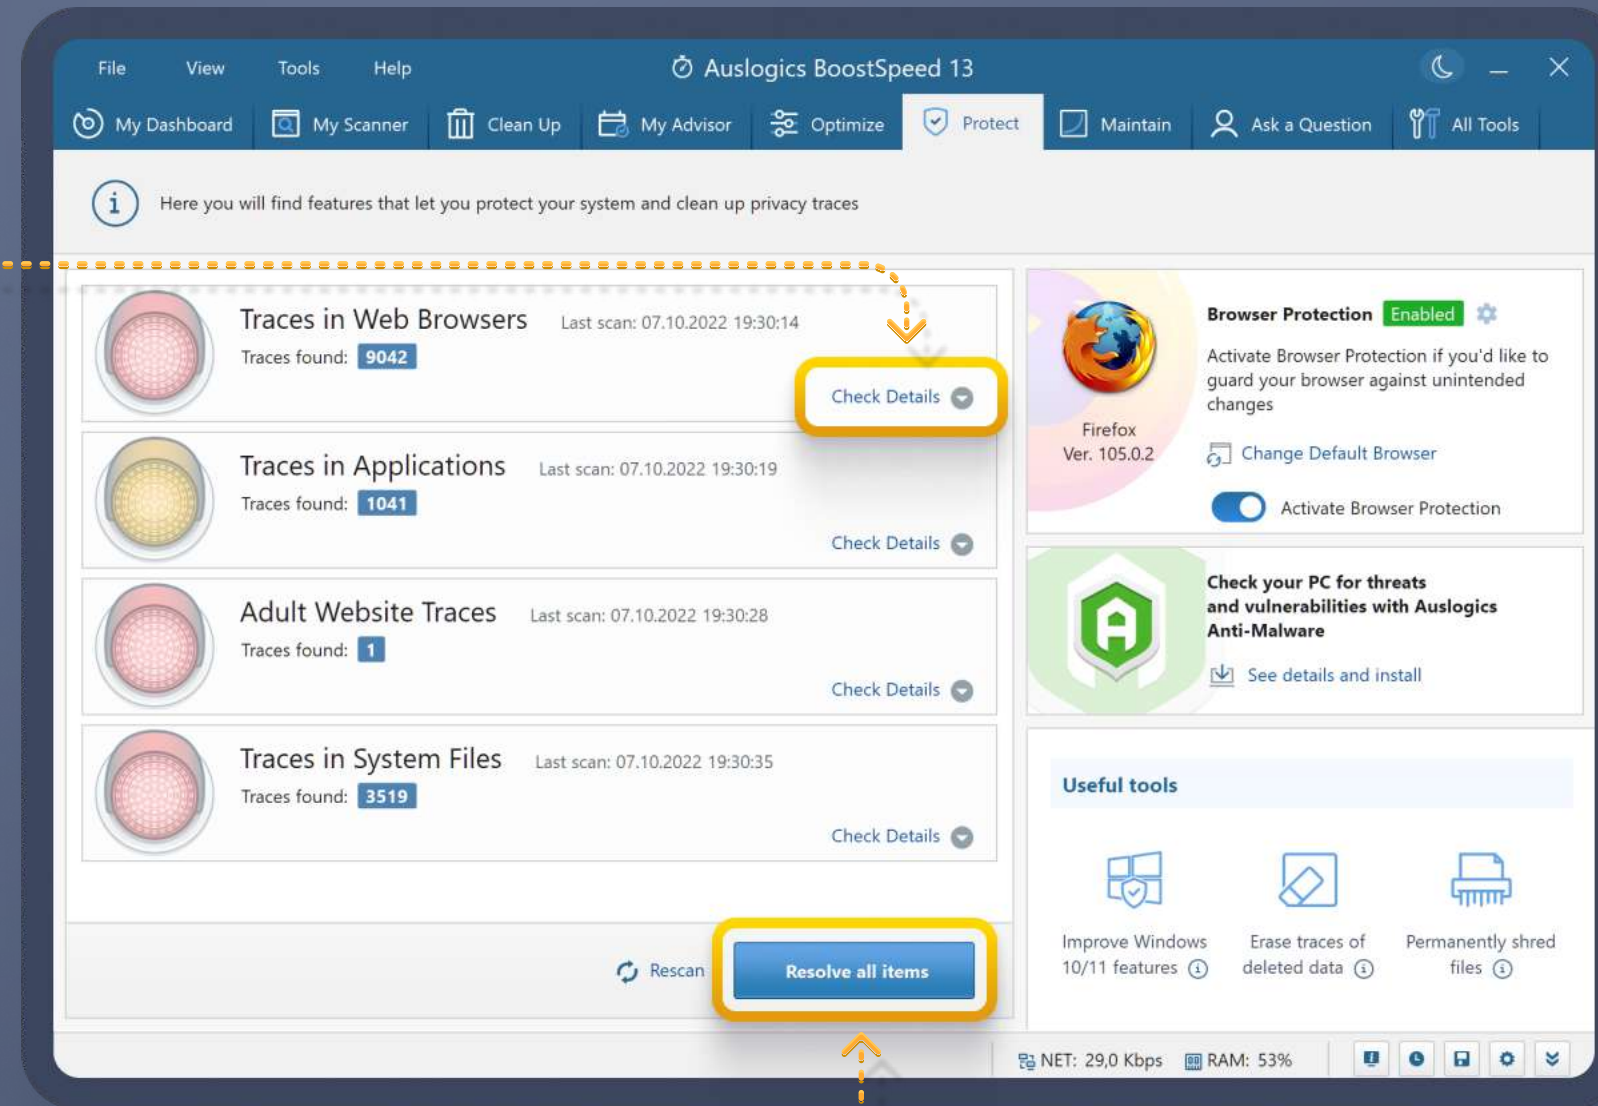 File View Tools Help
Auslogics BoostSpeed 13
My Dashboard My Scanner Clean Up My Advisor Optimize Protect Maintain Ask a Question All Tools
Here you will find features that let you protect your system and clean up privacy traces
Traces in Web Browsers Last scan: 07.10.2022 19:30:14
Traces found: 9042
Check Details
Traces in Applications Last scan: 07.10.2022 19:30:19
Traces found: 1041
Check Details
Adult Website Traces Last scan: 07.10.2022 19:30:28
Traces found: 1
Check Details
Traces in System Files Last scan: 07.10.2022 19:30:35
Traces found: 3519
Check Details
Rescan
Resolve all items
Firefox
Ver. 105.0.2
Browser Protection Enabled
Activate Browser Protection if you'd like to
guard your browser against unintended
changes
Change Default Browser
Activate Browser Protection
Check your PC for threats
and vulnerabilities with Auslogics
Anti-Malware
See details and install
Useful tools
Improve Windows
10/11 features
Erase traces of
deleted data
Permanently shred
files
NET: 29,0 Kbps RAM: 53%